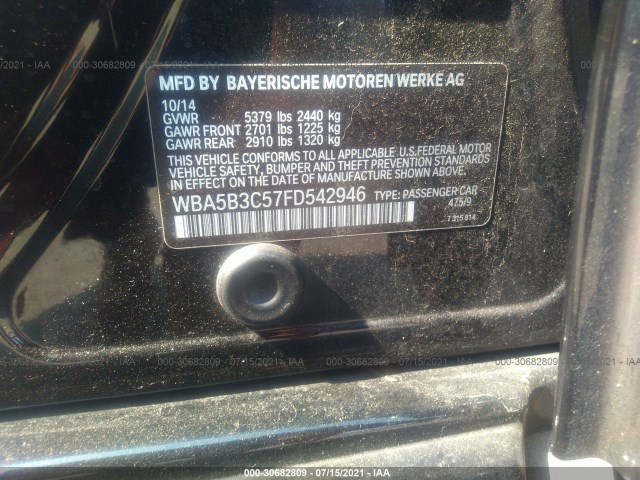 MFD BY BAYERISCHE MOTOREN WERKE AG
10/14
GVWR 5379 lbs 2440 kg
GAWR FRONT 2701 lbs 1225 kg
GAWR REAR 2910 lbs 1320 kg
THIS VEHICLE CONFORMS TO ALL APPLICABLE U.S.FEDERAL MOTOR
VEHICLE SAFETY, BUMPER AND THEFT PREVENTION STANDARDS
IN EFFECT ON THE DATE OF MANUFACTURE SHOWN ABOVE.
WBA5B3C57FD542946 TYPE: PASSENGER CAR
475/9
7 315 814
000-30682809 - 07/15/2021 - IAA